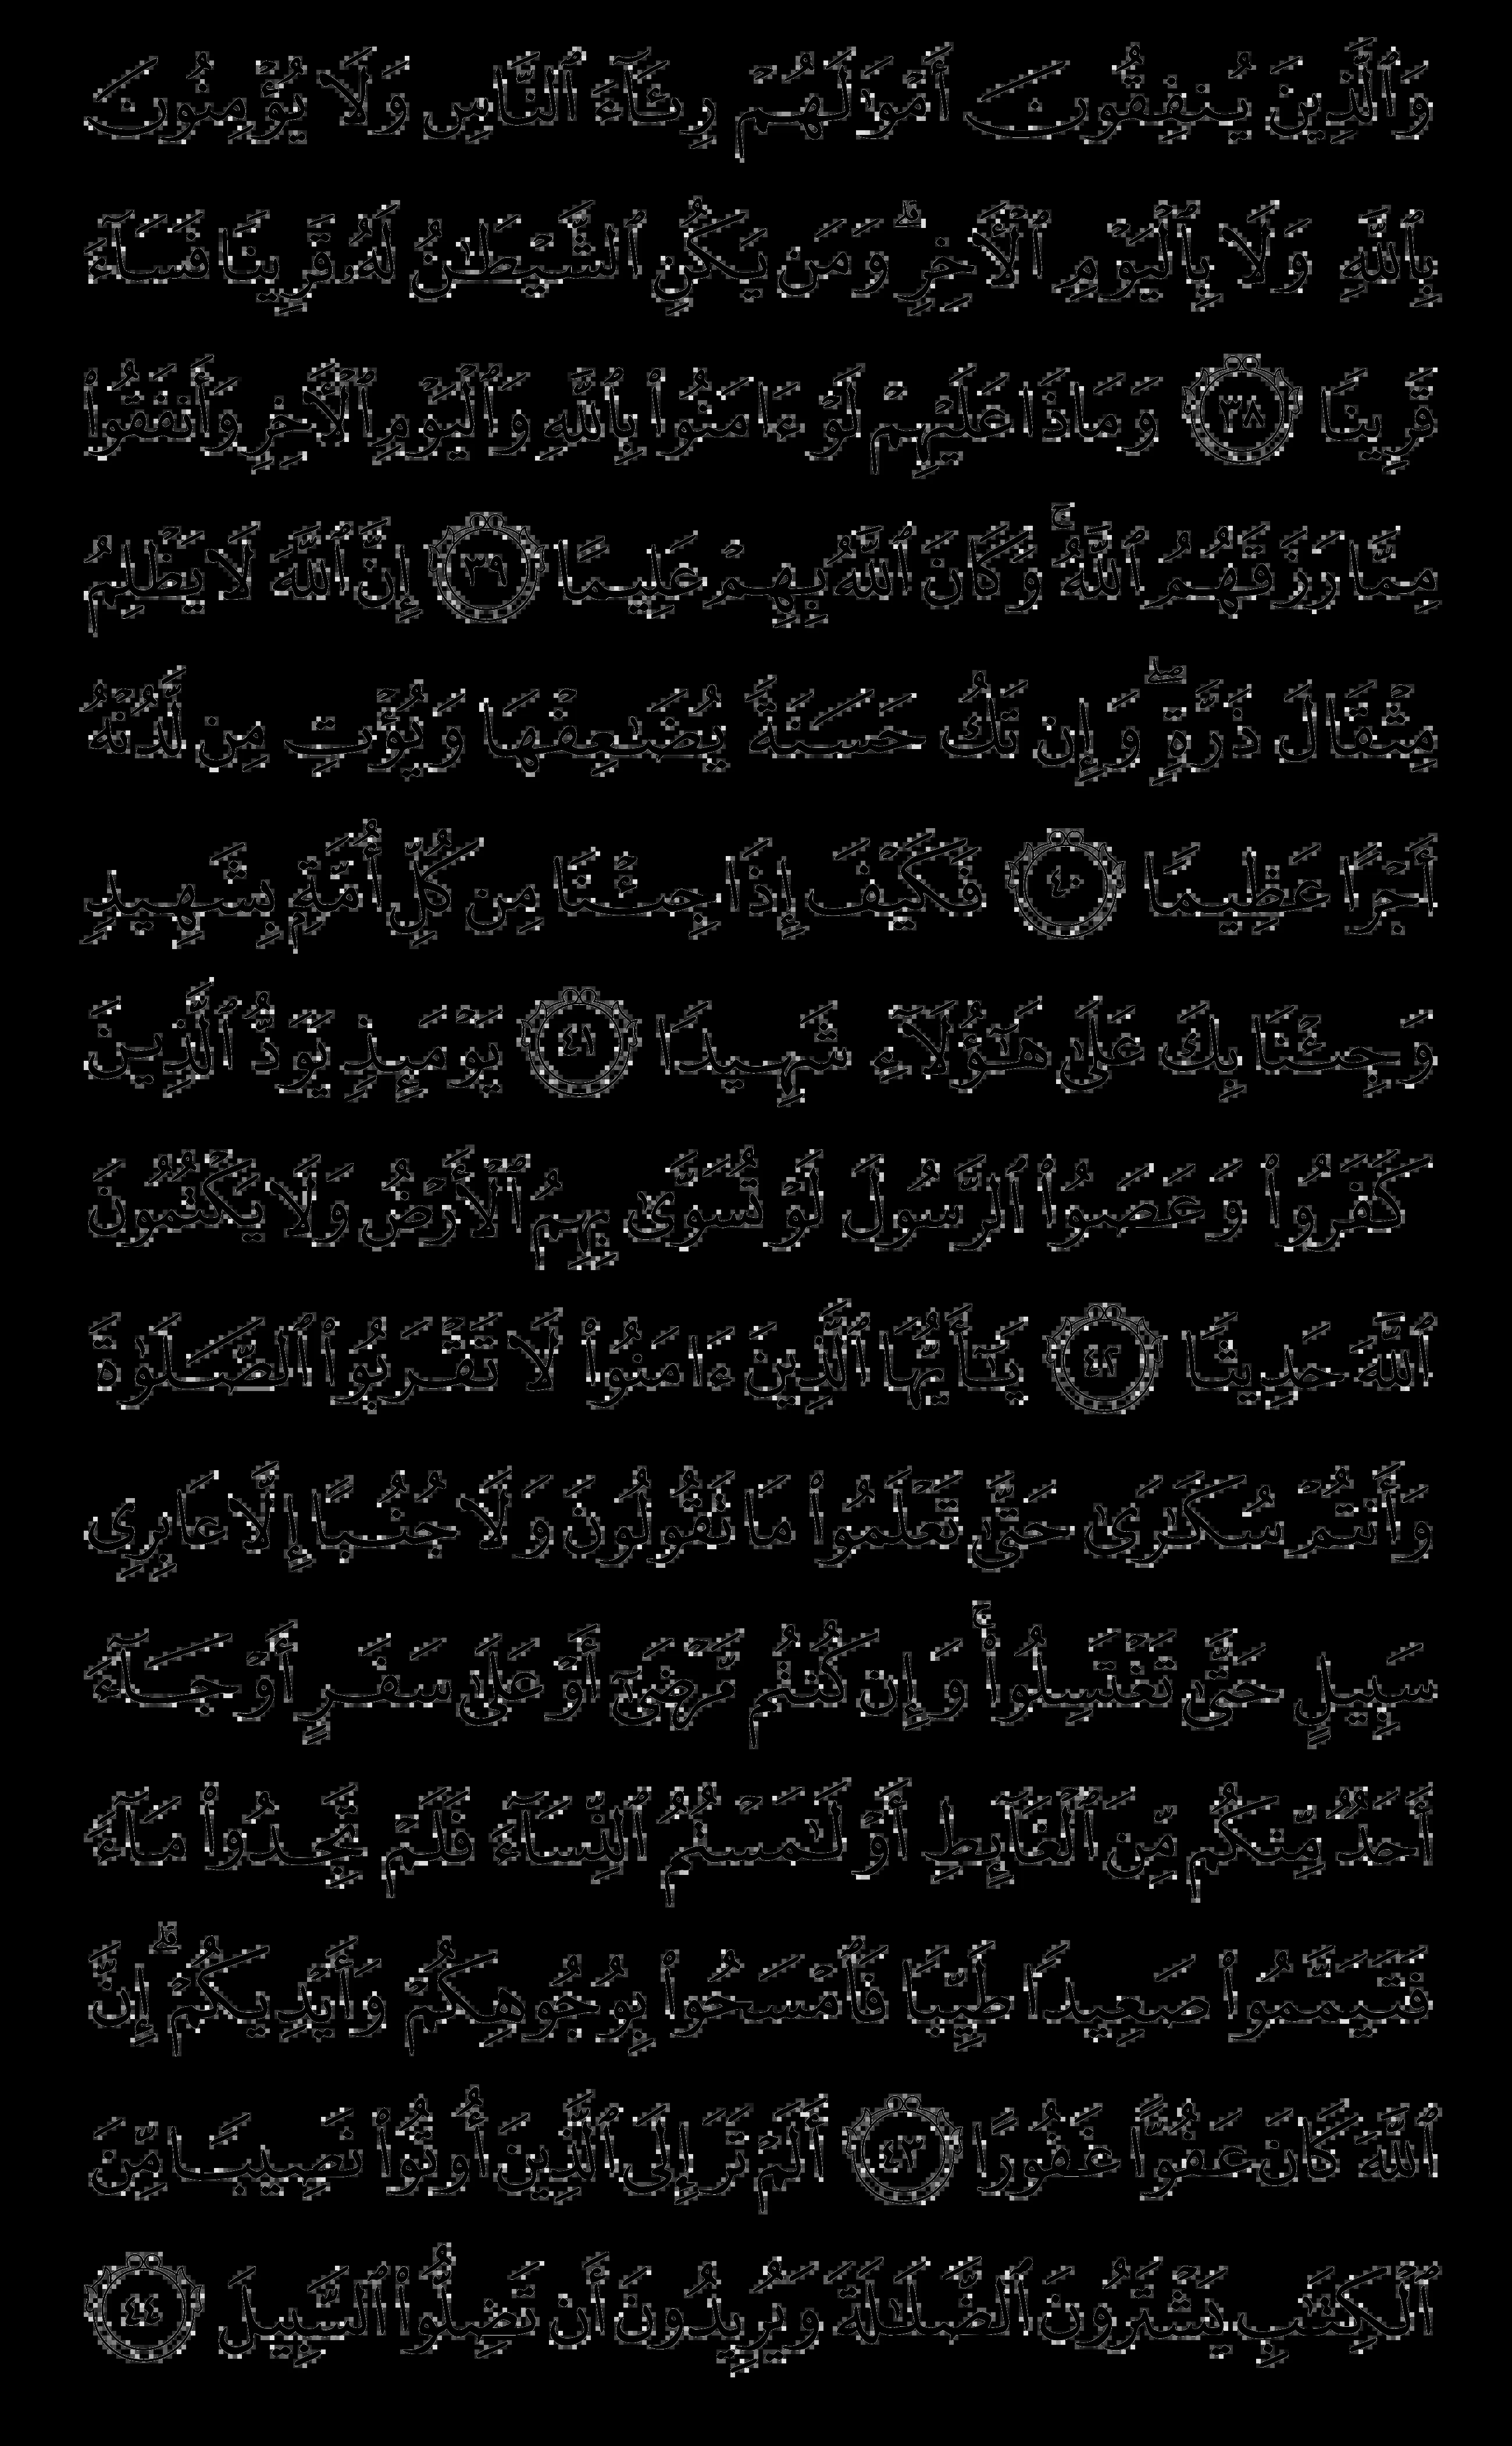 وَٱلَّذِينَ يُنفِقُونَ أَمْوَٰلَهُمْ رِئَآءَ ٱلنَّاسِ وَلَا يُؤْمِنُونَ
بِٱللَّهِ وَلَا بِٱلْيَوْمِ ٱلْأَخِرِ ۗ وَمَن يَكُنِ ٱلشَّيْطَٰنُ لَهُۥ قَرِينًا فَسَآءَ
قَرِينًا ٣٨ وَمَاذَا عَلَيْهِمْ لَوْ ءَامَنُوا۟ بِٱللَّهِ وَٱلْيَوْمِ ٱلْأَخِرِ وَأَنفَقُوا۟
مِمَّا رَزَقَهُمُ ٱللَّهُ ۚ وَكَانَ ٱللَّهُ بِهِمْ عَلِيمًا ٣٩ إِنَّ ٱللَّهَ لَا يَظْلِمُ
مِثْقَالَ ذَرَّةٍ ۖ وَإِن تَكُ حَسَنَةً يُضَٰعِفْهَا وَيُؤْتِ مِن لَّدُنْهُ
أَجْرًا عَظِيمًا ٤٠ فَكَيْفَ إِذَا جِئْنَا مِن كُلِّ أُمَّةٍۭ بِشَهِيدٍ
وَجِئْنَا بِكَ عَلَىٰ هَٰٓؤُلَآءِ شَهِيدًا ٤١ يَوْمَئِذٍ يَوَدُّ ٱلَّذِينَ
كَفَرُوا۟ وَعَصَوُا۟ ٱلرَّسُولَ لَوْ تُسَوَّىٰ بِهِمُ ٱلْأَرْضُ وَلَا يَكْتُمُونَ
ٱللَّهَ حَدِيثًا ٤٢ يَٰٓأَيُّهَا ٱلَّذِينَ ءَامَنُوا۟ لَا تَقْرَبُوا۟ ٱلصَّلَوٰةَ
وَأَنتُمْ سُكَٰرَىٰ حَتَّىٰ تَعْلَمُوا۟ مَا تَقُولُونَ وَلَا جُنُبًا إِلَّا عَابِرِى
سَبِيلٍ حَتَّىٰ تَغْتَسِلُوا۟ ۚ وَإِن كُنتُم مَّرْضَىٰٓ أَوْ عَلَىٰ سَفَرٍ أَوْ جَآءَ
أَحَدٌ مِّنكُم مِّنَ ٱلْغَآئِطِ أَوْ لَٰمَسْتُمُ ٱلنِّسَآءَ فَلَمْ تَجِدُوا۟ مَآءً
فَتَيَمَّمُوا۟ صَعِيدًا طَيِّبًا فَٱمْسَحُوا۟ بِوُجُوهِكُمْ وَأَيْدِيكُمْ ۗ إِنَّ
ٱللَّهَ كَانَ عَفُوًّا غَفُورًا ٤٣ أَلَمْ تَرَ إِلَى ٱلَّذِينَ أُوتُوا۟ نَصِيبًا مِّنَ
ٱلْكِتَٰبِ يَشْتَرُونَ ٱلضَّلَٰلَةَ وَيُرِيدُونَ أَن تَضِلُّوا۟ ٱلسَّبِيلَ ٤٤